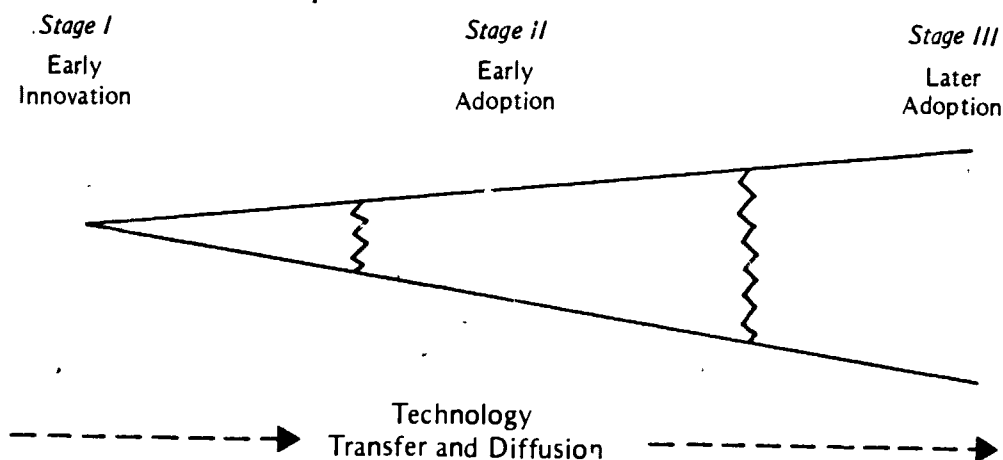 Stage I
Early
Innovation
Stage iI
Early
Adoption
Stage III
Later
Adoption
Technology
Transfer and Diffusion